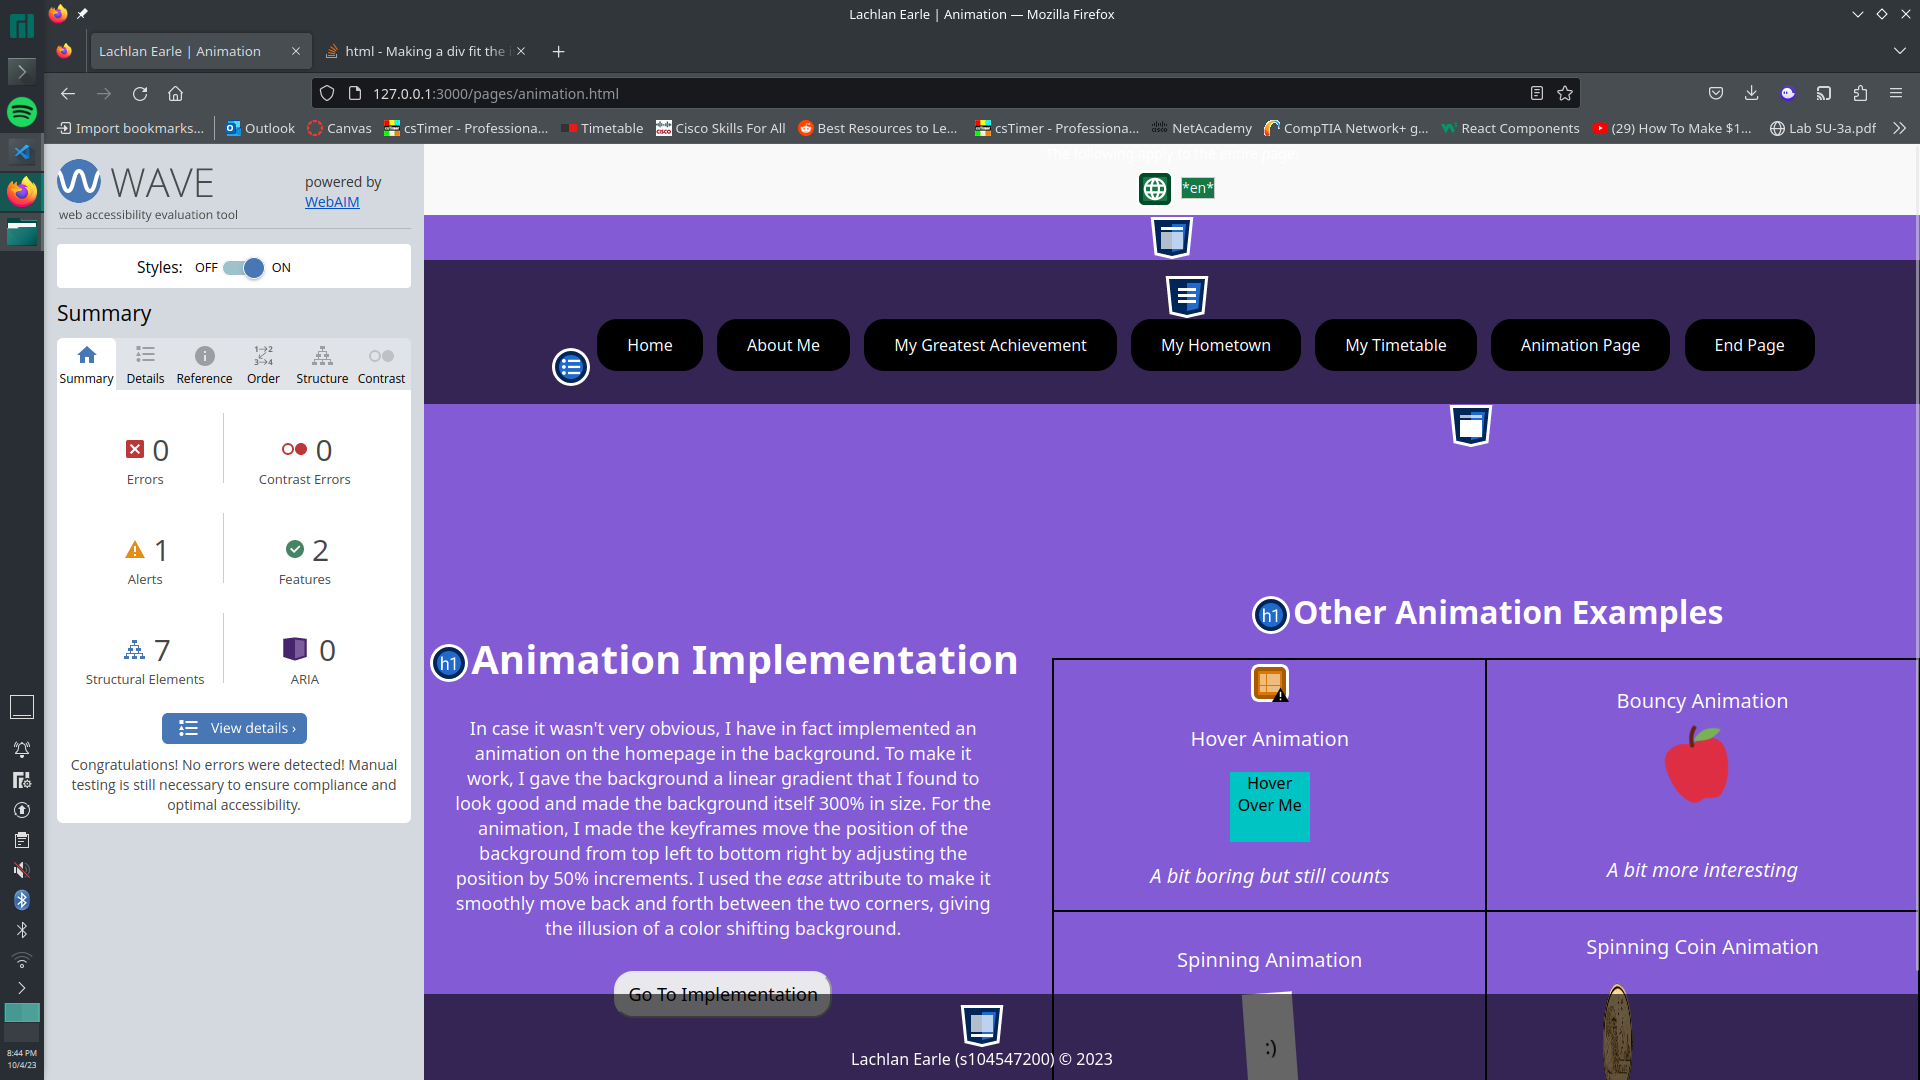 Lachlan Earle | Animation — Mozilla Firefox
Lachlan Earle | Animation
html - Making a div fit the
127.0.0.1:3000/pages/animation.html
Import bookmarks...
Outlook
Canvas
csTimer - Professiona...
Timetable
Cisco Skills For All
Best Resources to Le...
csTimer - Professiona...
NetAcademy
CompTIA Network+ g...
React Components
(29) How To Make $1...
Lab SU-3a.pdf
WAVE
web accessibility evaluation tool
powered by
WebAIM
Styles: OFF ON
Summary
Summary Details Reference Order Structure Contrast
0
Errors
0
Contrast Errors
1
Alerts
2
Features
7
Structural Elements
0
ARIA
View details ›
Congratulations! No errors were detected! Manual
testing is still necessary to ensure compliance and
optimal accessibility.
The following apply to the entire page:
*en*
Home
About Me
My Greatest Achievement
My Hometown
My Timetable
Animation Page
End Page
h1 Animation Implementation
In case it wasn't very obvious, I have in fact implemented an
animation on the homepage in the background. To make it
work, I gave the background a linear gradient that I found to
look good and made the background itself 300% in size. For the
animation, I made the keyframes move the position of the
background from top left to bottom right by adjusting the
position by 50% increments. I used the ease attribute to make it
smoothly move back and forth between the two corners, giving
the illusion of a color shifting background.
Go To Implementation
h1 Other Animation Examples
Hover Animation
Hover
Over Me
A bit boring but still counts
Bouncy Animation
A bit more interesting
Spinning Animation
:)
Spinning Coin Animation
Lachlan Earle (s104547200) © 2023
8:44 PM
10/4/23